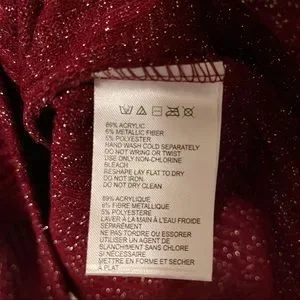 89% ACRYLIC
6% METALLIC FIBER
5% POLYESTER
HAND WASH COLD SEPARATELY
DO NOT WRING OR TWIST
USE ONLY NON-CHLORINE
BLEACH
RESHAPE LAY FLAT TO DRY
DO NOT IRON.
DO NOT DRY CLEAN
89% ACRYLIQUE
6% FIBRE METALLIQUE
5% POLYESTERE
LAVER À LA MAIN À L'EAU FROIDE
SÉPARÉMENT
NE PAS TORDRE OU ESSORER
UTILISER UN AGENT DE
BLANCHIMENT SANS CHLORE
SI NÉCESSAIRE
METTRE EN FORME ET SÉCHER
A PLAT